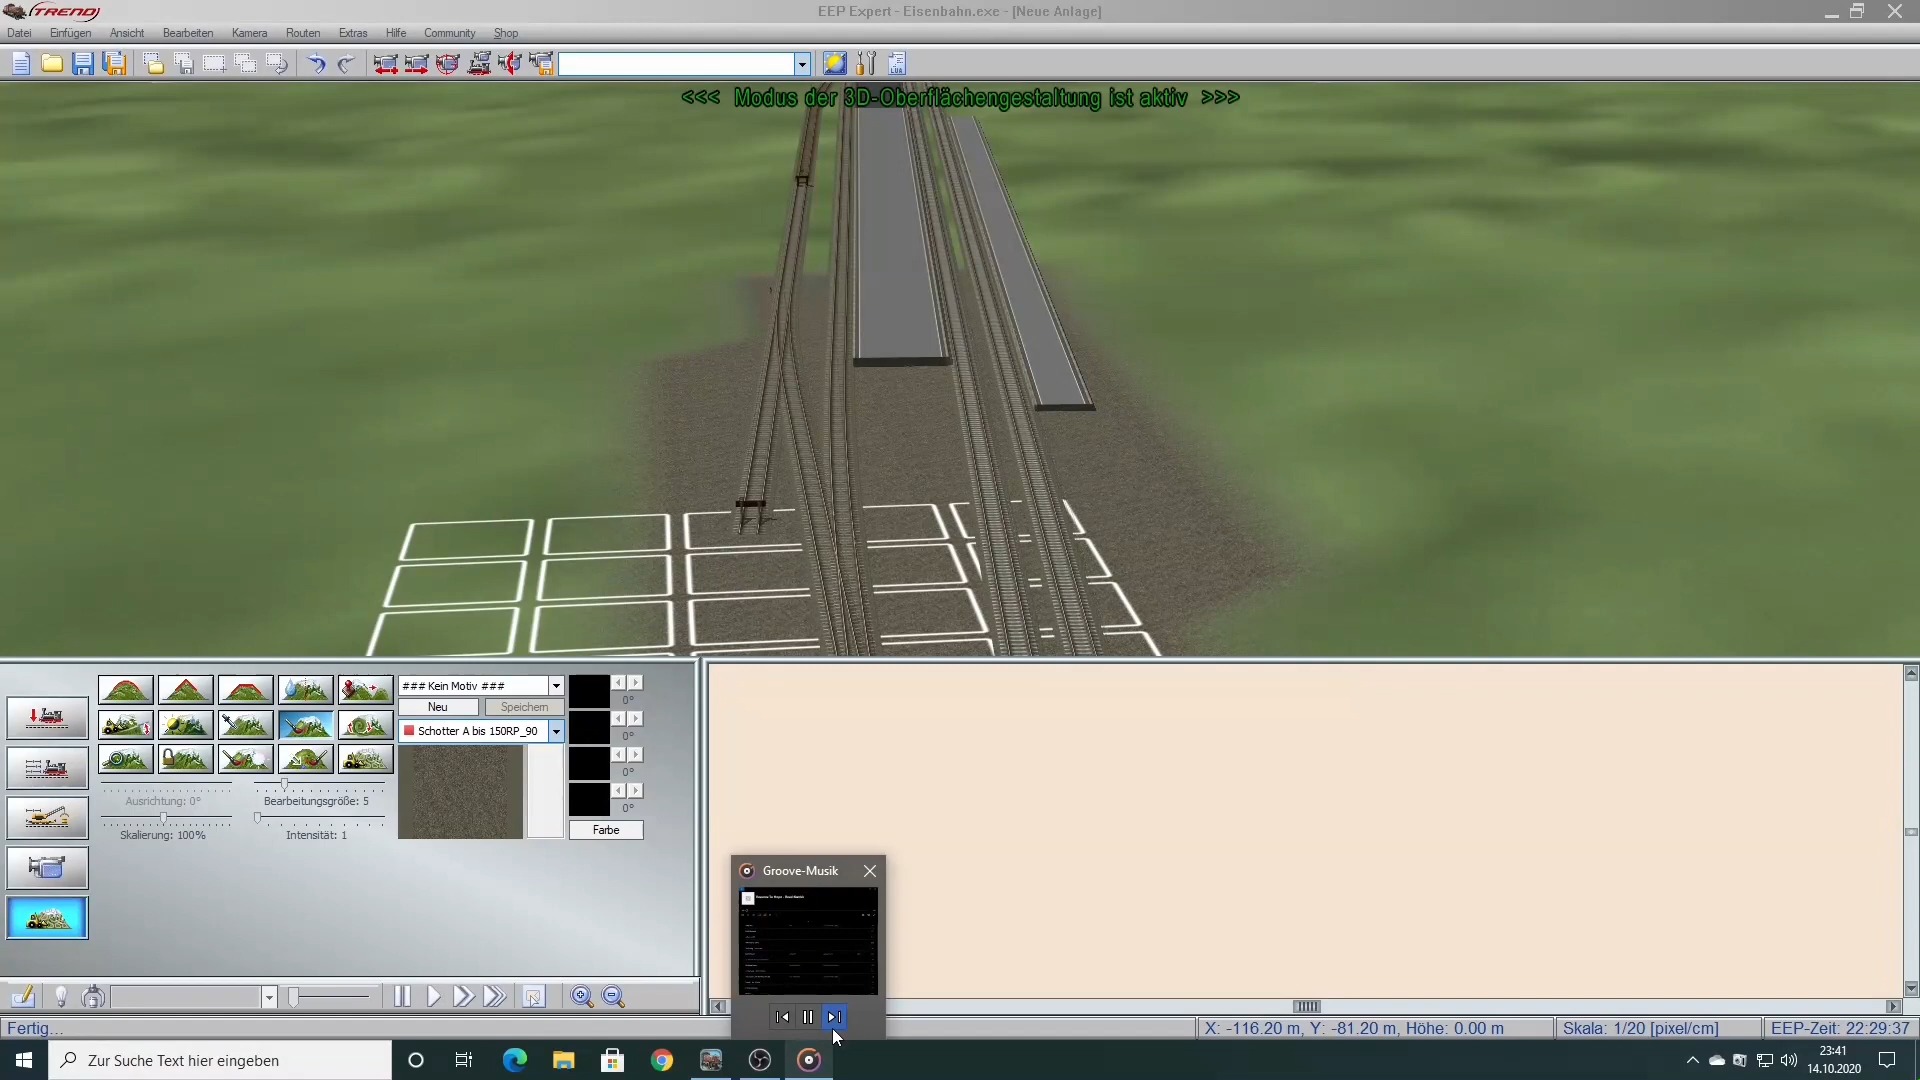 TREND
EEP Expert - Eisenbahn.exe - [Neue Anlage]
Datei Einfügen Ansicht Bearbeiten Kamera Routen Extras Hilfe Community Shop
LUA
<<< Modus der 3D-Oberflächengestaltung ist aktiv >>>
### Kein Motiv ###
0°
Neu Speichern
Schotter A bis 150RP_90
0°
0°
Ausrichtung: 0° Bearbeitungsgröße: 5
0°
Skalierung: 100% Intensität: 1
Farbe
Groove-Musik
Fertig...
X: -116.20 m, Y: -81.20 m, Höhe: 0.00 m
Skala: 1/20 [pixel/cm]
EEP-Zeit: 22:29:37
Zur Suche Text hier eingeben
23:41
14.10.2020